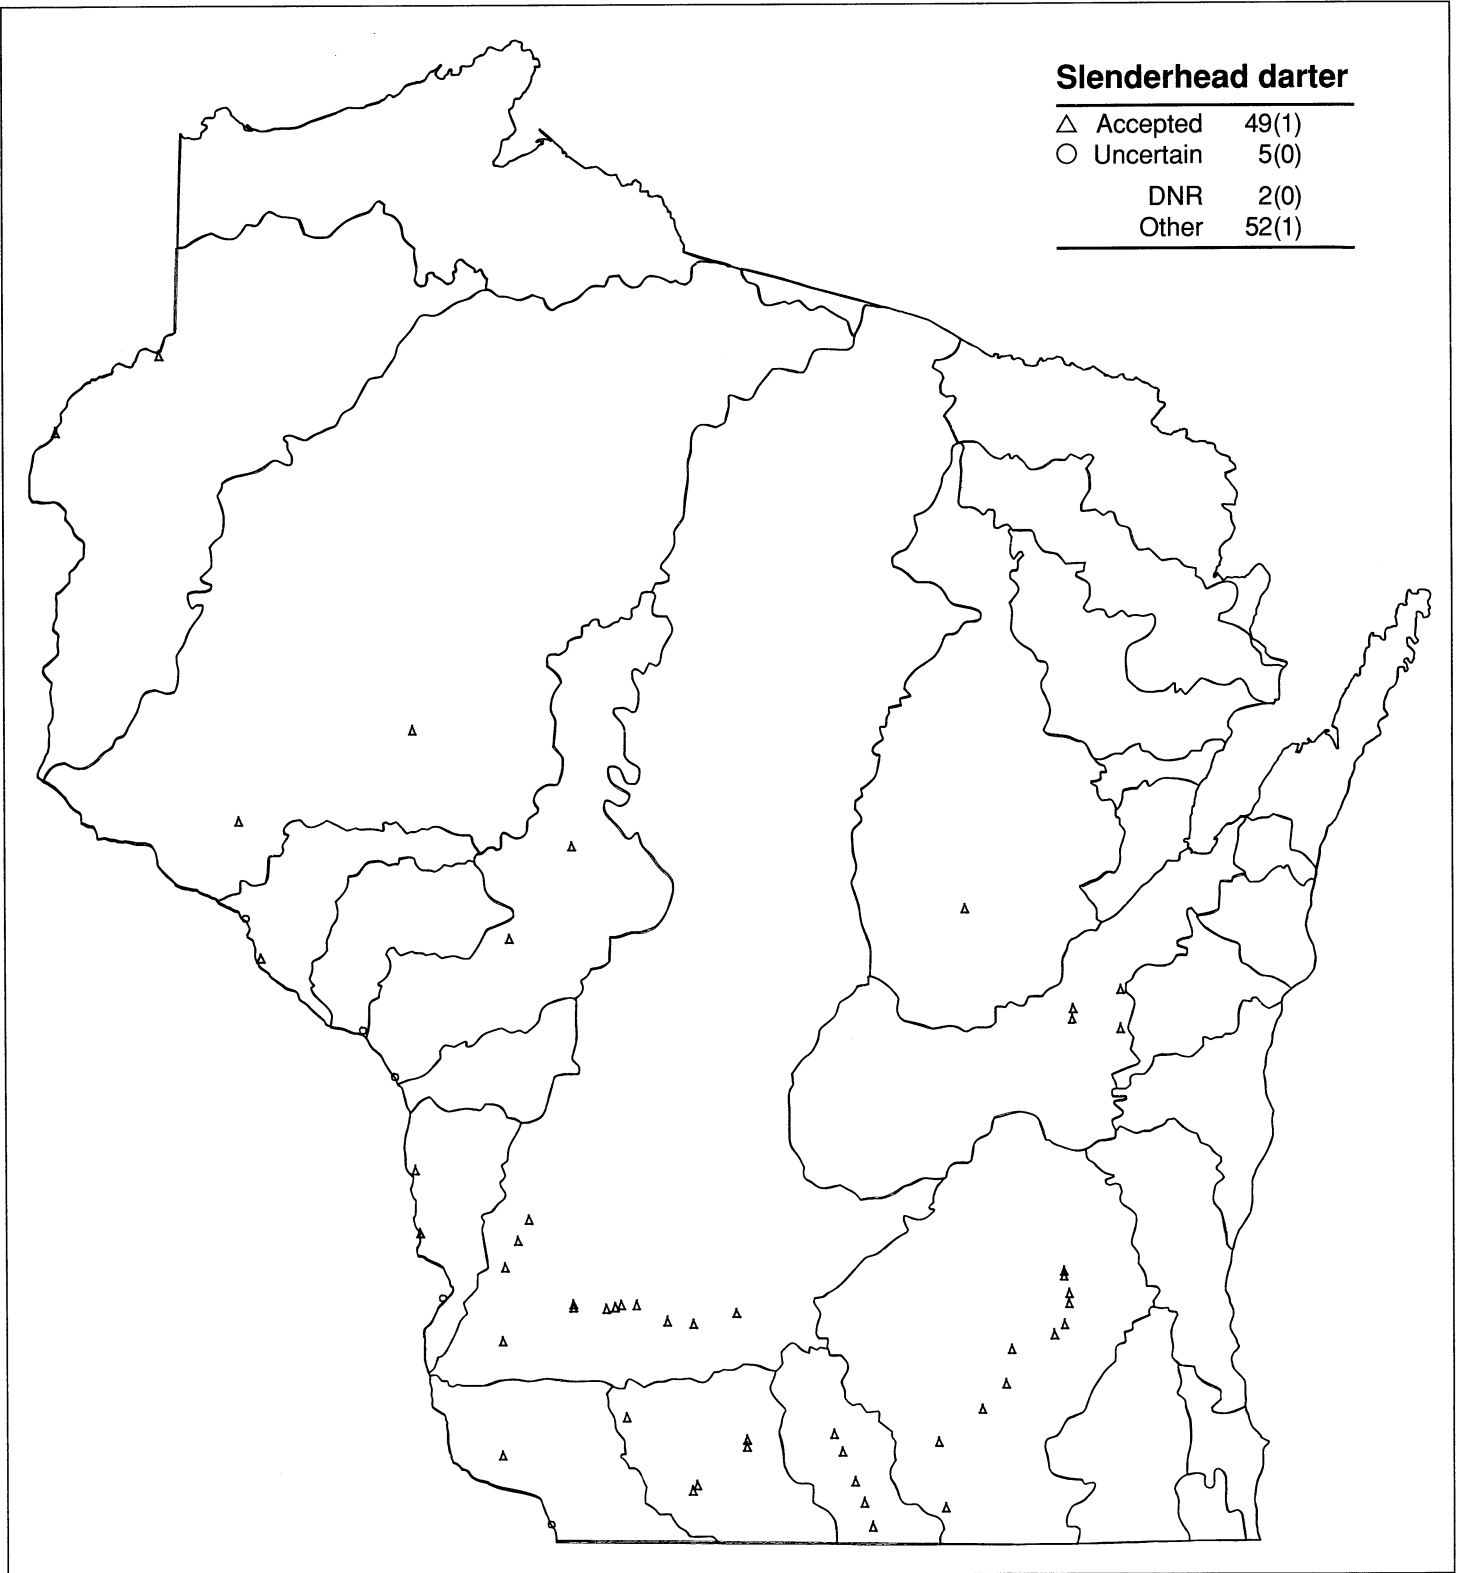 Slenderhead darter
△ Accepted 49(1)
○ Uncertain 5(0)
DNR 2(0)
Other 52(1)